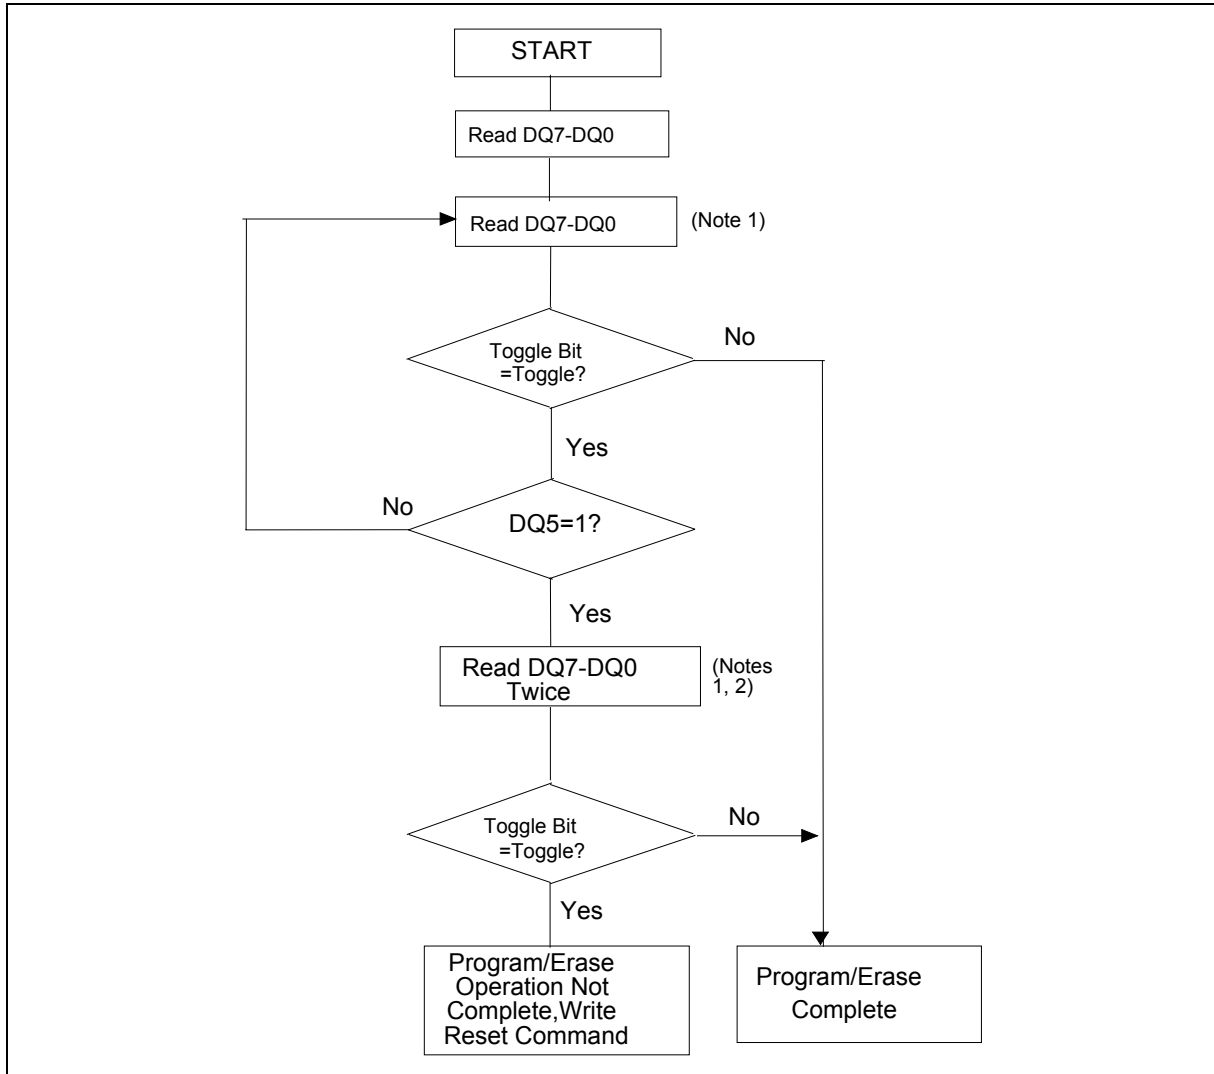 START
Read DQ7-DQ0
Read DQ7-DQ0
(Note 1)
Toggle Bit
=Toggle?
No
Yes
No
DQ5=1?
Yes
Read DQ7-DQ0
Twice
(Notes
1, 2)
Toggle Bit
=Toggle?
No
Yes
Program/Erase
Operation Not
Complete,Write
Reset Command
Program/Erase
Complete